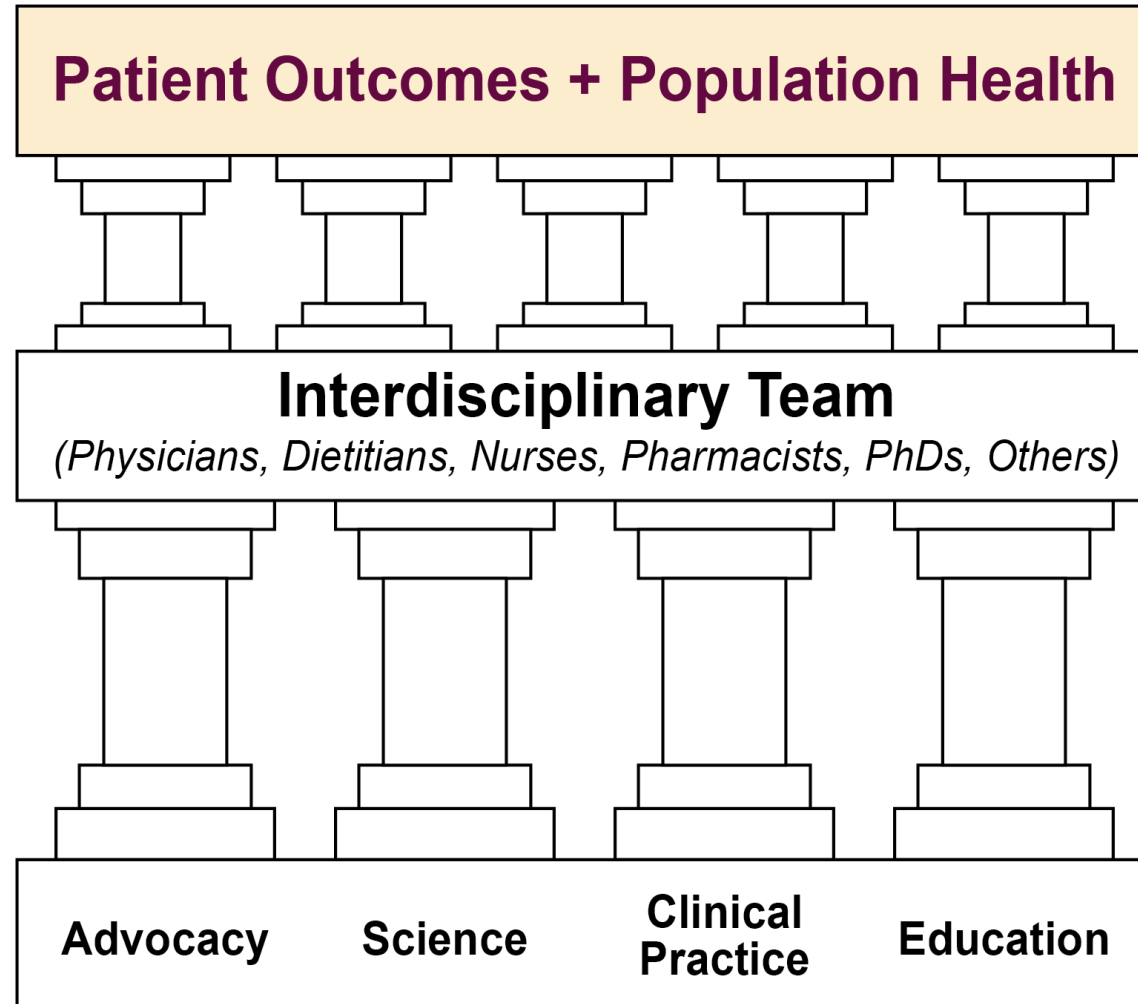 Patient Outcomes + Population Health
Interdisciplinary Team
(Physicians, Dietitians, Nurses, Pharmacists, PhDs, Others)
Advocacy
Science
Clinical
Practice
Education